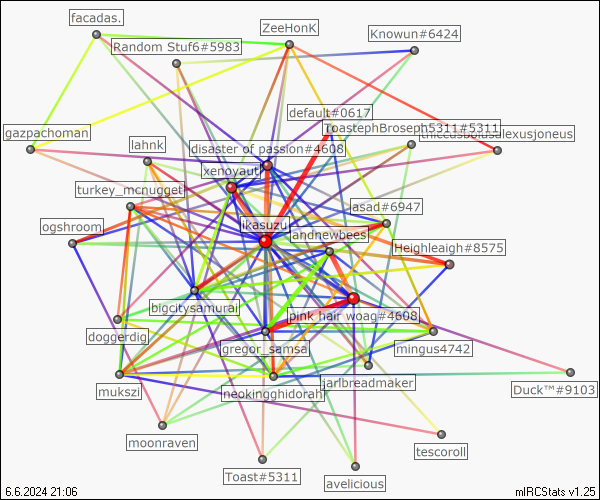 facadas.
ZeeHonK
Knowun#6424
Random Stuf6#5983
default#0617
ToastephBroseph5311#5311
gazpachoman
lahnk
disaster of passion#4608
xenoyaut
turkey_mcnugget
jasad#6947
ogshroom
ikasuzu
andnewbees
Heighleaigh#8575
bigcitysamurai
pink hair woag#4608
doggerdig
gregor_samsa
mingus4742
mukszi
neokingghidorah
jarlbreadmaker
Duck™#9103
moonraven
tescoroll
Toast#5311
avelicious
6.6.2024 21:06
mIRCStats v1.25